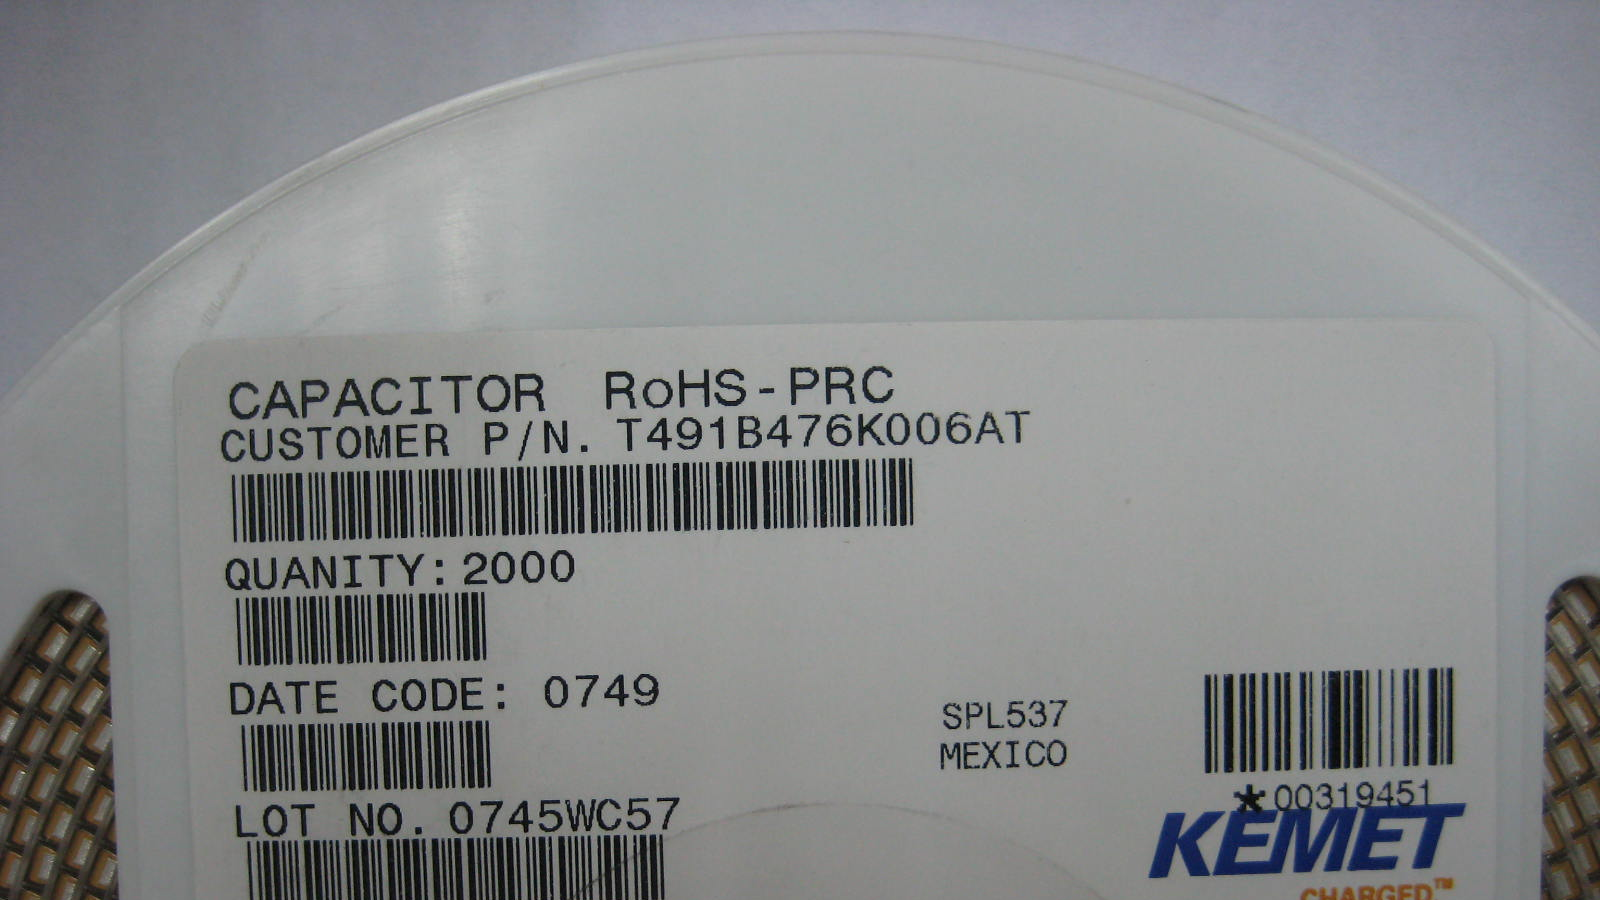 CAPACITOR RoHS-PRC
CUSTOMER P/N. T491B476K006AT
QUANITY: 2000
DATE CODE: 0749
SPL537
MEXICO
LOT NO. 0745WC57
*00319451
KEMET
CHARGED™